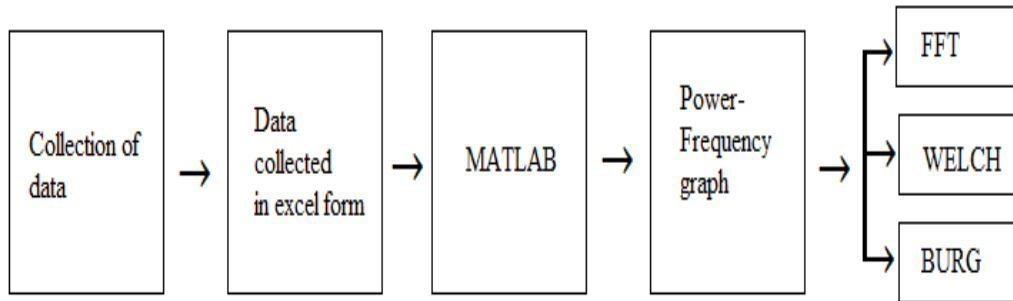 Collection of
data
Data
collected
in excel form
MATLAB
Power-
Frequency
graph
FFT
WELCH
BURG